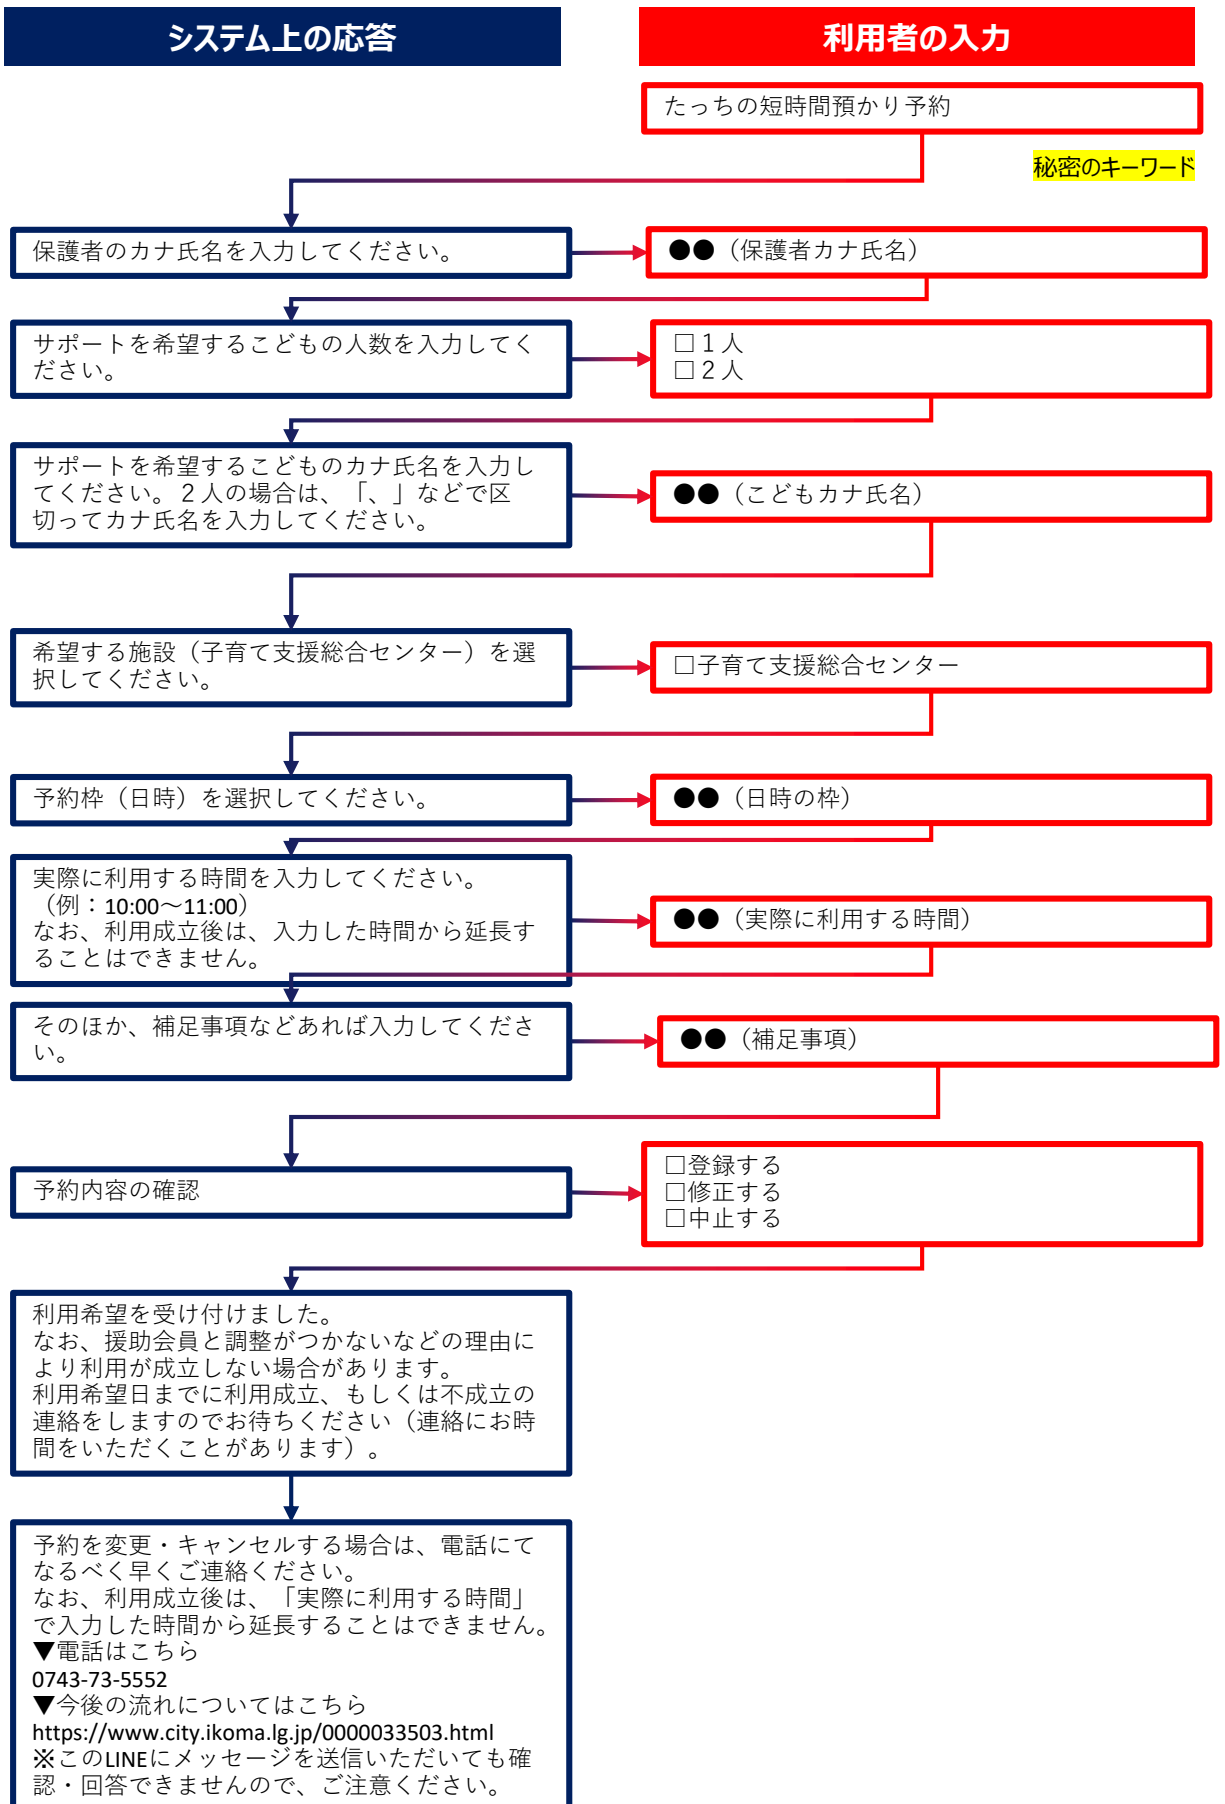 システム上の応答
利用者の入力
たっちの短時間預かり予約
秘密のキーワード
保護者のカナ氏名を入力してください。
●●（保護者カナ氏名）
サポートを希望するこどもの人数を入力してく
ださい。
□１人
□２人
サポートを希望するこどものカナ氏名を入力し
てください。２人の場合は、「、」などで区
切ってカナ氏名を入力してください。
●●（こどもカナ氏名）
希望する施設（子育て支援総合センター）を選
択してください。
□子育て支援総合センター
予約枠（日時）を選択してください。
●●（日時の枠）
実際に利用する時間を入力してください。
（例：10:00～11:00）
なお、利用成立後は、入力した時間から延長す
ることはできません。
●●（実際に利用する時間）
そのほか、補足事項などあれば入力してくださ
い。
●●（補足事項）
予約内容の確認
□登録する
□修正する
□中止する
利用希望を受け付けました。
なお、援助会員と調整がつかないなどの理由に
より利用が成立しない場合があります。
利用希望日までに利用成立、もしくは不成立の
連絡をしますのでお待ちください（連絡にお時
間をいただくことがあります）。
予約を変更・キャンセルする場合は、電話にて
なるべく早くご連絡ください。
なお、利用成立後は、「実際に利用する時間」
で入力した時間から延長することはできません。
▼電話はこちら
0743-73-5552
▼今後の流れについてはこちら
https://www.city.ikoma.lg.jp/0000033503.html
※このLINEにメッセージを送信いただいても確
認・回答できませんので、ご注意ください。